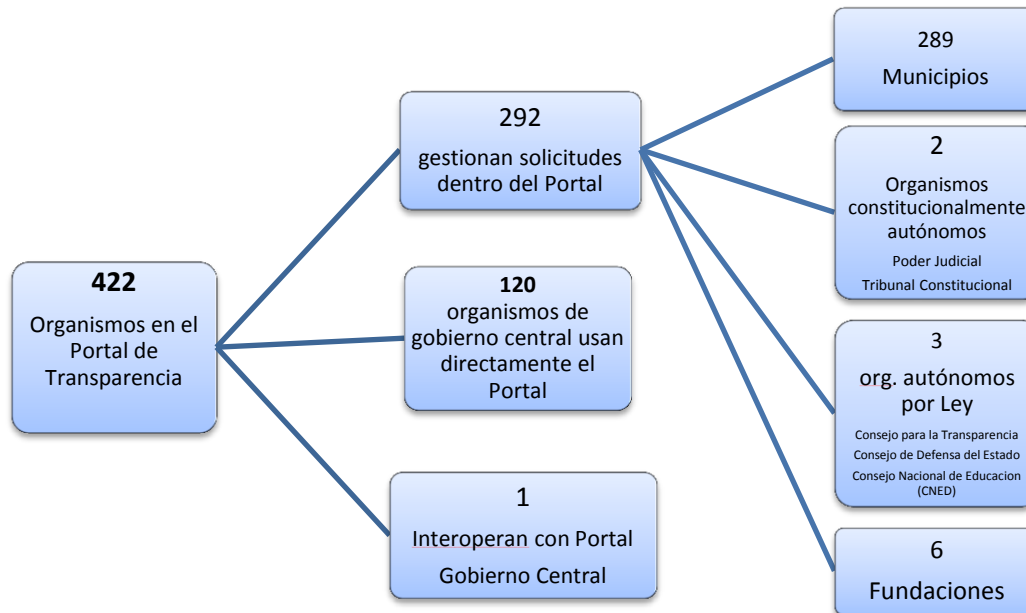 422
Organismos en el
Portal de
Transparencia
292
gestionan solicitudes
dentro del Portal
120
organismos de
gobierno central usan
directamente el
Portal
1
Interoperan con Portal
Gobierno Central
289
Municipios
2
Organismos
constitucionalmente
autónomos
Poder Judicial
Tribunal Constitucional
3
org. autónomos
por Ley
Consejo para la Transparencia
Consejo de Defensa del Estado
Consejo Nacional de Educacion
(CNED)
6
Fundaciones